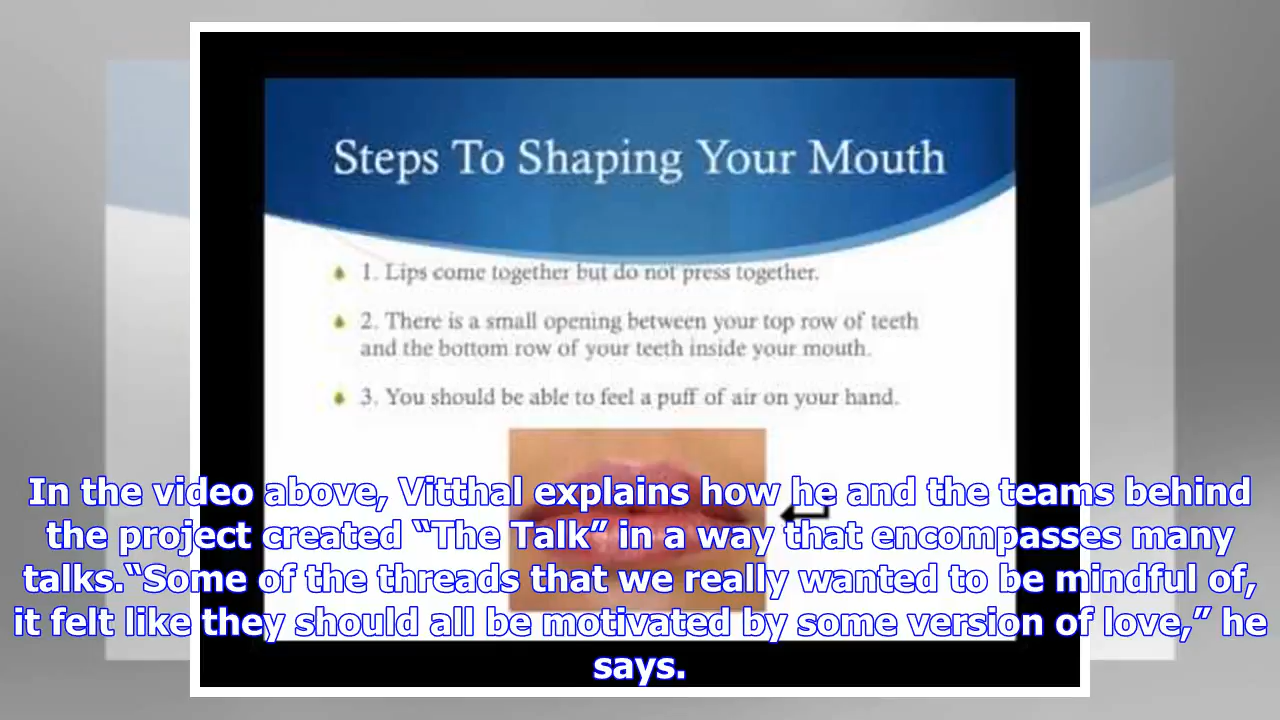 Steps To Shaping Your Mouth
1. Lips come together but do not press together.
2. There is a small opening between your top row of teeth
and the bottom row of your teeth inside your mouth.
3. You should be able to feel a puff of air on your hand.
In the video above, Vitthal explains how he and the teams behind
the project created “The Talk” in a way that encompasses many
talks.“Some of the threads that we really wanted to be mindful of,
it felt like they should all be motivated by some version of love,” he
says.